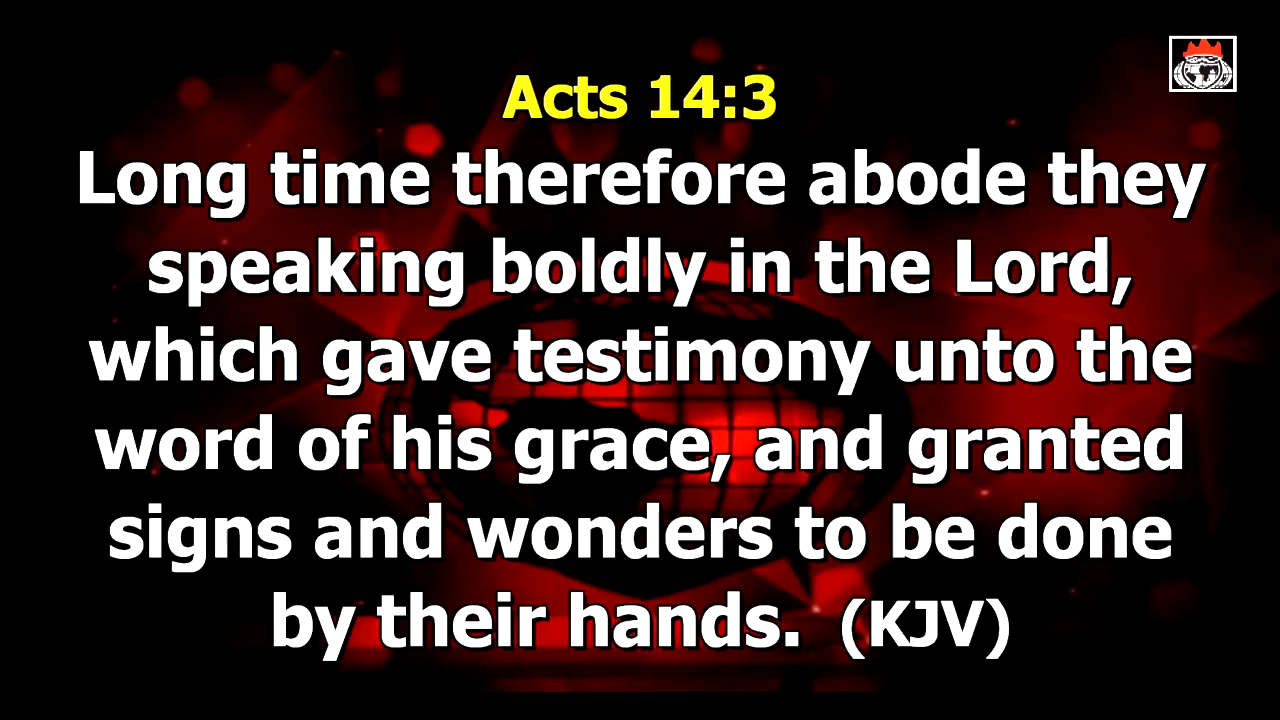 Acts 14:3
Long time therefore abode they
speaking boldly in the Lord,
which gave testimony unto the
word of his grace, and granted
signs and wonders to be done
by their hands. (KJV)